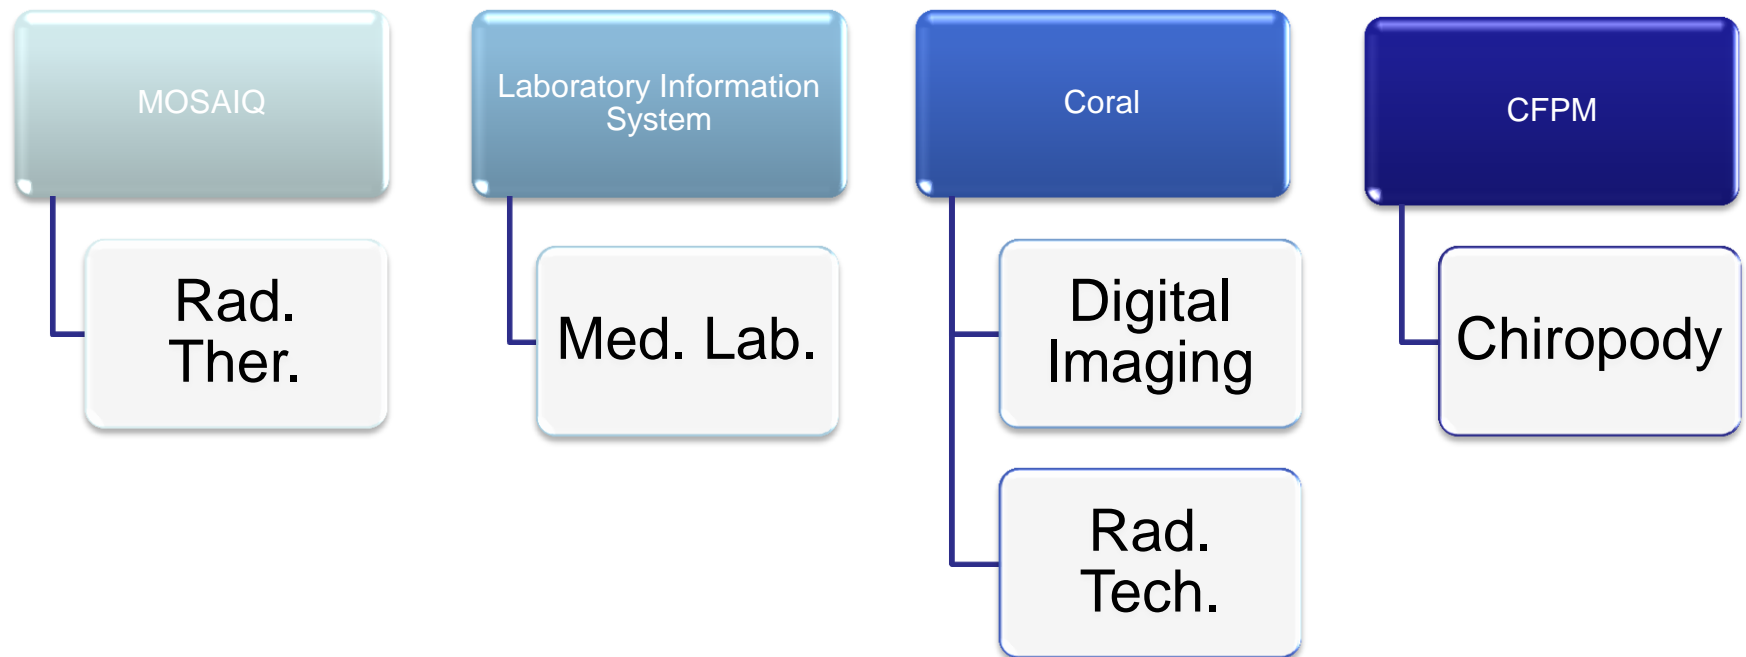 MOSAIQ
Rad.
Ther.
Laboratory Information
System
Med. Lab.
Coral
Digital
Imaging
Rad.
Tech.
CFPM
Chiropody